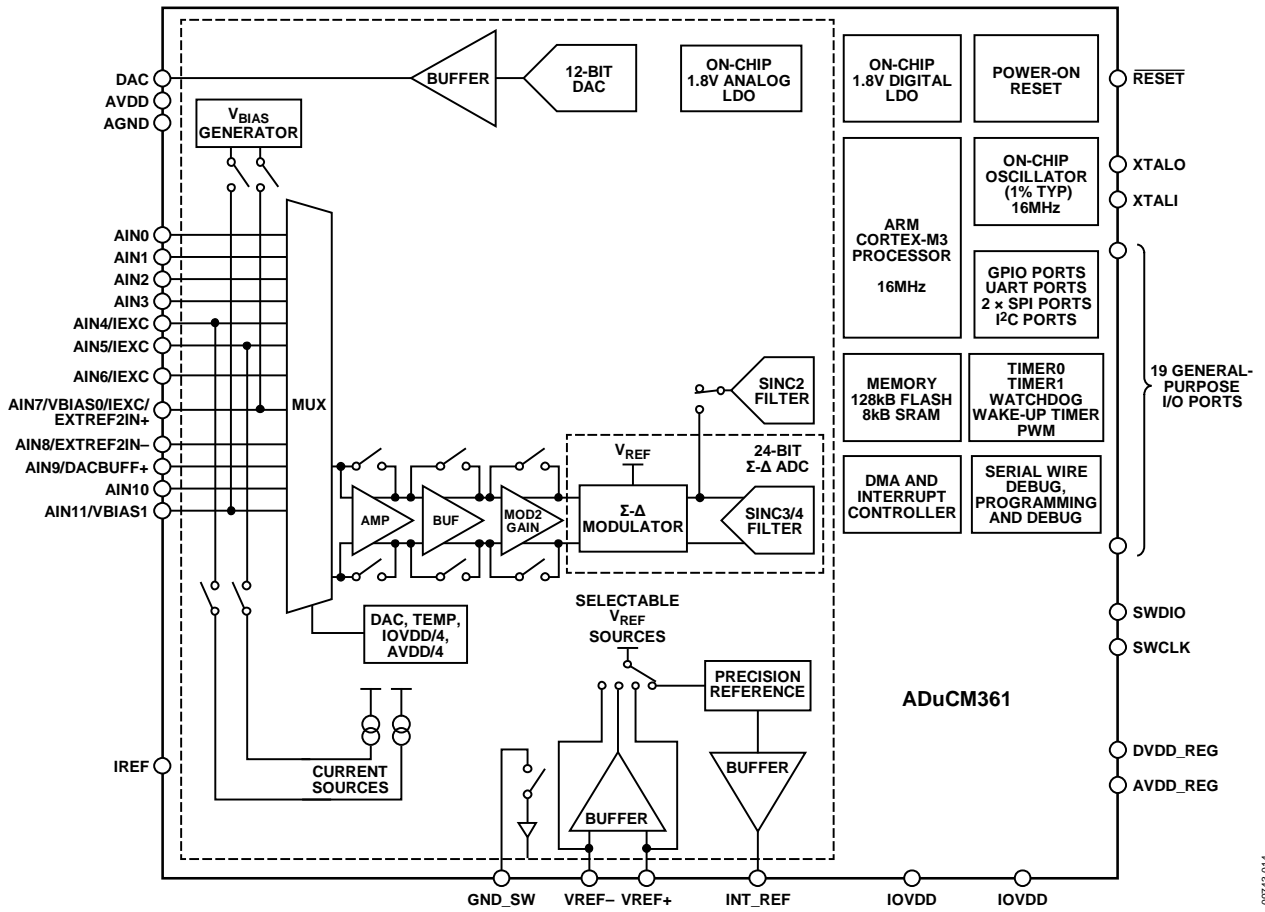 DAC
AVDD
AGND
VBIAS
GENERATOR
BUFFER
12-BIT
DAC
ON-CHIP
1.8V ANALOG
LDO
ON-CHIP
1.8V DIGITAL
LDO
POWER-ON
RESET
RESET
XTALO
XTALI
ARM
CORTEX-M3
PROCESSOR
16MHz
ON-CHIP
OSCILLATOR
(1% TYP)
16MHz
GPIO PORTS
UART PORTS
2 × SPI PORTS
I2C PORTS
19 GENERAL-
PURPOSE
I/O PORTS
AIN0
AIN1
AIN2
AIN3
AIN4/IEXC
AIN5/IEXC
AIN6/IEXC
AIN7/VBIAS0/IEXC/
EXTREF2IN+
AIN8/EXTREF2IN–
AIN9/DACBUFF+
AIN10
AIN11/VBIAS1
MUX
AMP
BUF
MOD2
GAIN
VREF
24-BIT
Σ-Δ ADC
Σ-Δ
MODULATOR
SINC2
FILTER
SINC3/4
FILTER
MEMORY
128kB FLASH
8kB SRAM
TIMER0
TIMER1
WATCHDOG
WAKE-UP TIMER
PWM
DMA AND
INTERRUPT
CONTROLLER
SERIAL WIRE
DEBUG,
PROGRAMMING
AND DEBUG
SWDIO
SWCLK
DAC, TEMP,
IOVDD/4,
AVDD/4
SELECTABLE
VREF
SOURCES
PRECISION
REFERENCE
BUFFER
BUFFER
ADuCM361
DVDD_REG
AVDD_REG
IREF
CURRENT
SOURCES
GND_SW
VREF–
VREF+
INT_REF
IOVDD
IOVDD
09743-014